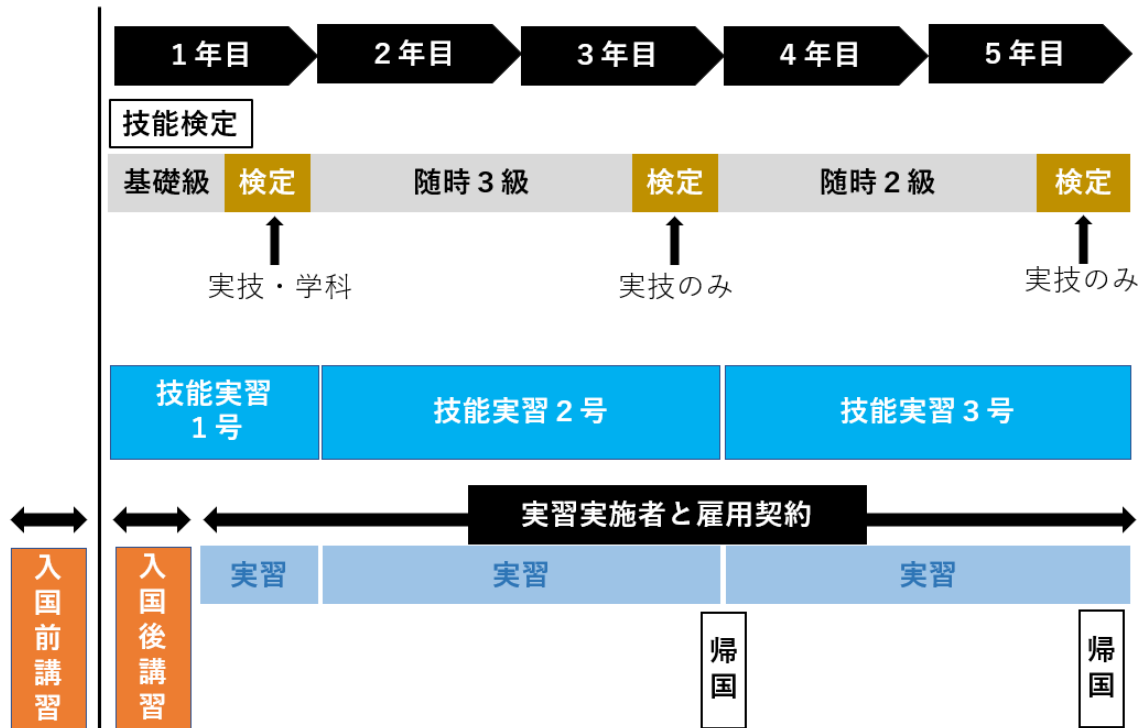 1年目
2年目
3年目
4年目
5年目
技能検定
基礎級
検定
随時3級
検定
随時2級
検定
実技・学科
実技のみ
実技のみ
技能実習
1号
技能実習2号
技能実習3号
実習実施者と雇用契約
入国前講習
入国後講習
実習
実習
実習
帰国
帰国